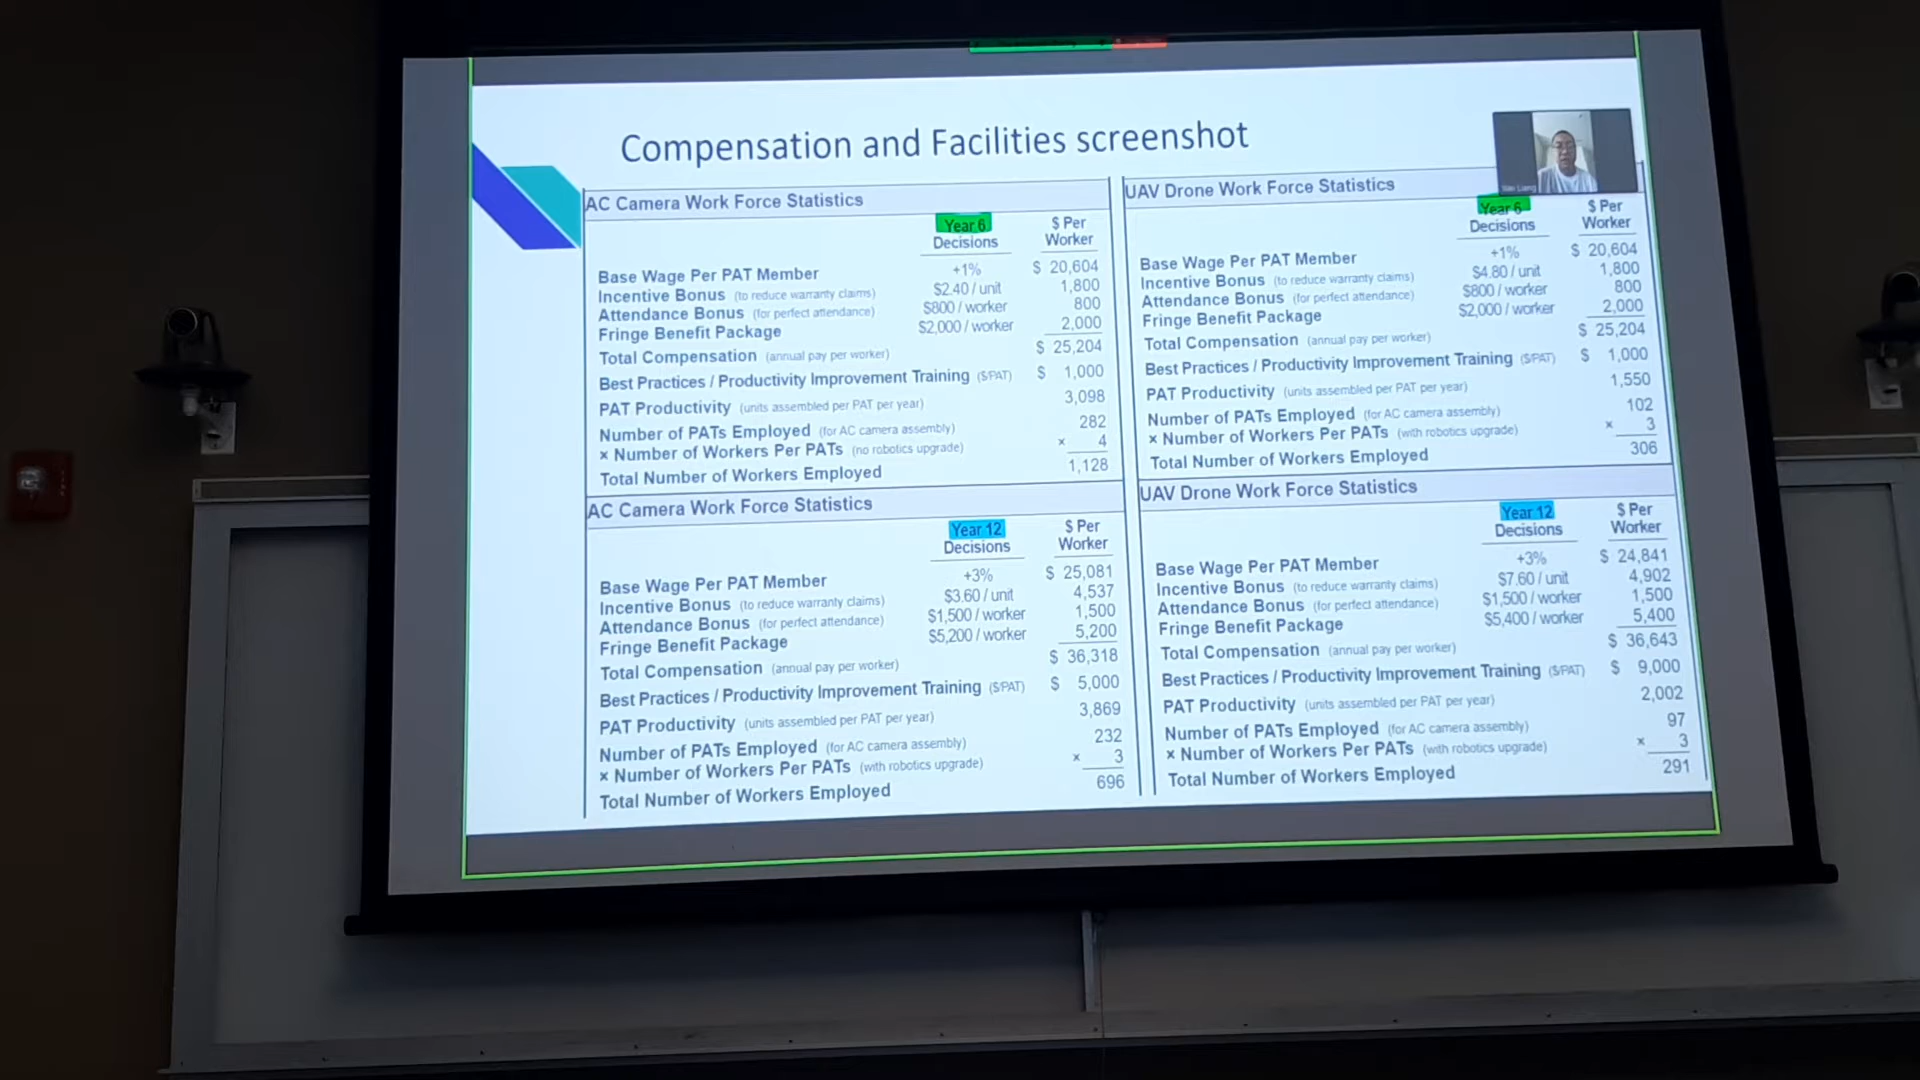 Compensation and Facilities screenshot
AC Camera Work Force Statistics
Year 6 $ Per
Decisions Worker
Base Wage Per PAT Member +1% $ 20,604
Incentive Bonus (to reduce warranty claims) $2.40 / unit 1,800
Attendance Bonus (for perfect attendance) $800 / worker 800
Fringe Benefit Package $2,000 / worker 2,000
Total Compensation (annual pay per worker) $ 25,204
Best Practices / Productivity Improvement Training ($/PAT) $ 1,000
PAT Productivity (units assembled per PAT per year) 3,098
Number of PATs Employed (for AC camera assembly) 282
× Number of Workers Per PATs (no robotics upgrade) × 4
Total Number of Workers Employed 1,128
UAV Drone Work Force Statistics
Year 6 $ Per
Decisions Worker
Base Wage Per PAT Member +1% $ 20,604
Incentive Bonus (to reduce warranty claims) $4.80 / unit 1,800
Attendance Bonus (for perfect attendance) $800 / worker 800
Fringe Benefit Package $2,000 / worker 2,000
Total Compensation (annual pay per worker) $ 25,204
Best Practices / Productivity Improvement Training ($/PAT) $ 1,000
PAT Productivity (units assembled per PAT per year) 1,550
Number of PATs Employed (for AC camera assembly) 102
× Number of Workers Per PATs (with robotics upgrade) × 3
Total Number of Workers Employed 306
AC Camera Work Force Statistics
Year 12 $ Per
Decisions Worker
Base Wage Per PAT Member +3% $ 25,081
Incentive Bonus (to reduce warranty claims) $3.60 / unit 4,537
Attendance Bonus (for perfect attendance) $1,500 / worker 1,500
Fringe Benefit Package $5,200 / worker 5,200
Total Compensation (annual pay per worker) $ 36,318
Best Practices / Productivity Improvement Training ($/PAT) $ 5,000
PAT Productivity (units assembled per PAT per year) 3,869
Number of PATs Employed (for AC camera assembly) 232
× Number of Workers Per PATs (with robotics upgrade) × 3
Total Number of Workers Employed 696
UAV Drone Work Force Statistics
Year 12 $ Per
Decisions Worker
Base Wage Per PAT Member +3% $ 24,841
Incentive Bonus (to reduce warranty claims) $7.60 / unit 4,902
Attendance Bonus (for perfect attendance) $1,500 / worker 1,500
Fringe Benefit Package $5,400 / worker 5,400
Total Compensation (annual pay per worker) $ 36,643
Best Practices / Productivity Improvement Training ($/PAT) $ 9,000
PAT Productivity (units assembled per PAT per year) 2,002
Number of PATs Employed (for AC camera assembly) 97
× Number of Workers Per PATs (with robotics upgrade) × 3
Total Number of Workers Employed 291